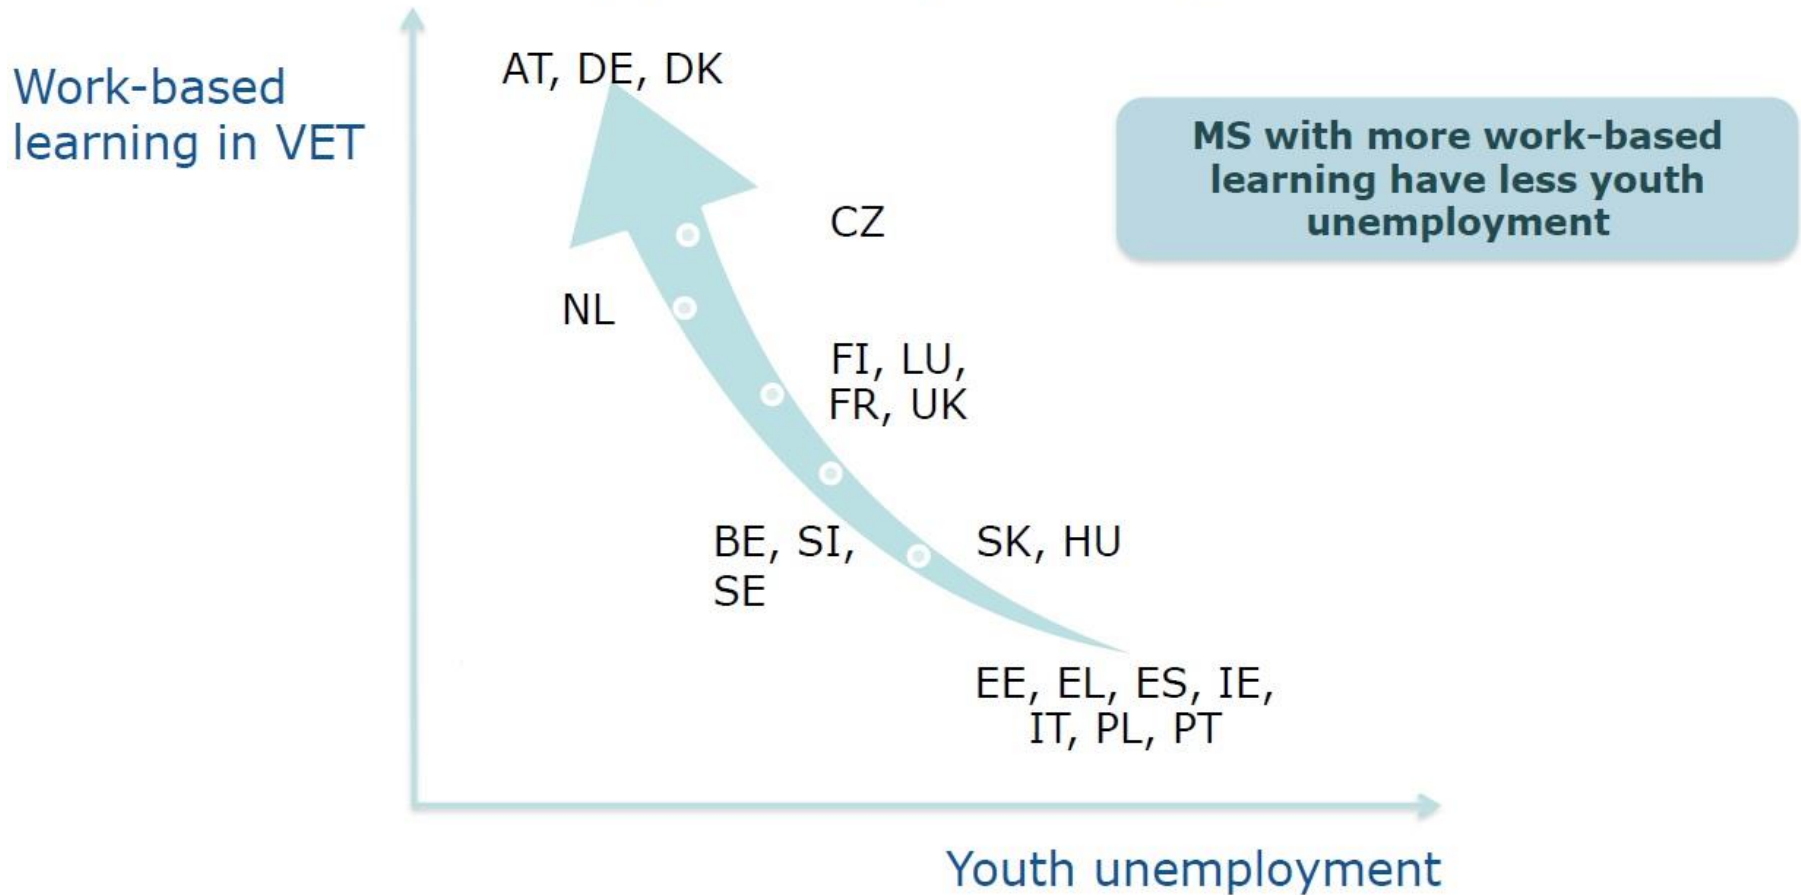 Work-based
learning in VET
AT, DE, DK
MS with more work-based
learning have less youth
unemployment
CZ
NL
FI, LU,
FR, UK
BE, SI,
SE
SK, HU
EE, EL, ES, IE,
IT, PL, PT
Youth unemployment